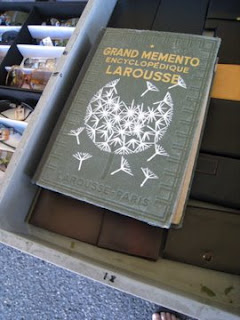 GRAND MEMENTO
ENCYCLOPÉDIQUE
LAROUSSE
LAROUSSE-PARIS